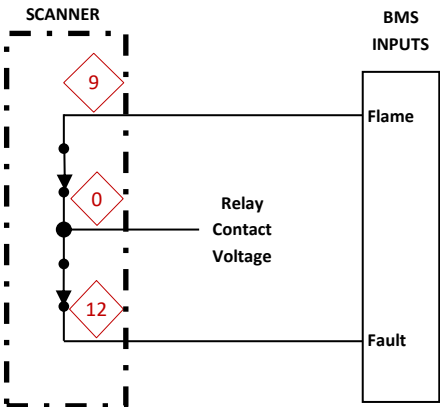 SCANNER
BMS
INPUTS
9
Flame
0
Relay
Contact
Voltage
12
Fault